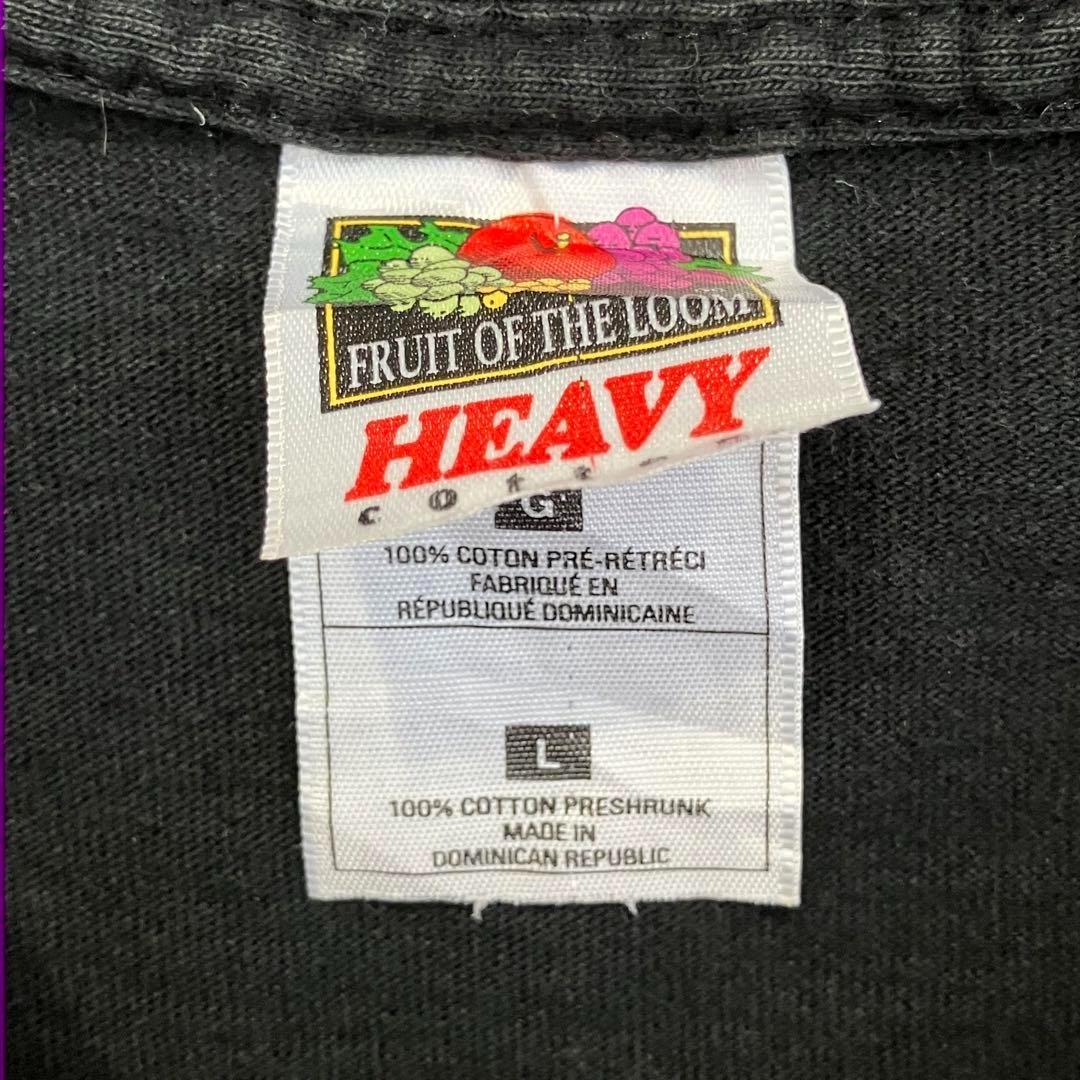 FRUIT OF THE LOOM
HEAVY
COTTON
G
100% COTON PRÉ-RÉTRÉCI
FABRIQUÉ EN
RÉPUBLIQUÉ DOMINICAINE
L
100% COTTON PRESHRUNK
MADE IN
DOMINICAN REPUBLIC